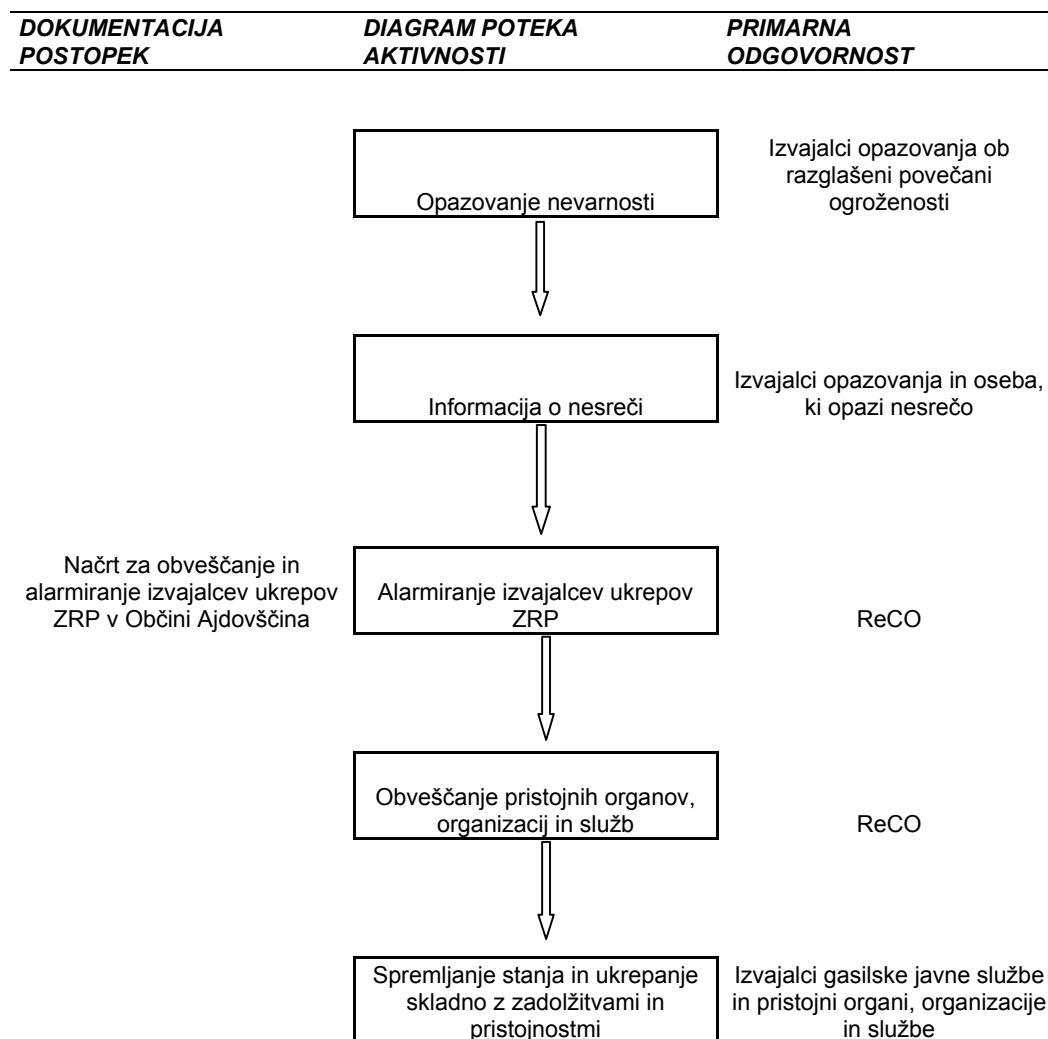 DOKUMENTACIJA
POSTOPEK
DIAGRAM POTEKA
AKTIVNOSTI
PRIMARNA
ODGOVORNOST
Opazovanje nevarnosti
Izvajalci opazovanja ob
razglašeni povečani
ogroženosti
Informacija o nesreči
Izvajalci opazovanja in oseba,
ki opazi nesrečo
Načrt za obveščanje in
alarmiranje izvajalcev ukrepov
ZRP v Občini Ajdovščina
Alarmiranje izvajalcev ukrepov
ZRP
ReCO
Obveščanje pristojnih organov,
organizacij in služb
ReCO
Spremljanje stanja in ukrepanje
skladno z zadolžitvami in
pristojnostmi
Izvajalci gasilske javne službe
in pristojni organi, organizacije
in službe